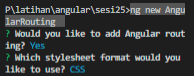 P\latihan\angular\sesi25>ng new Angu
larRouting
? Would you like to add Angular rout
ing? Yes
? Which stylesheet format would you
like to use? CSS